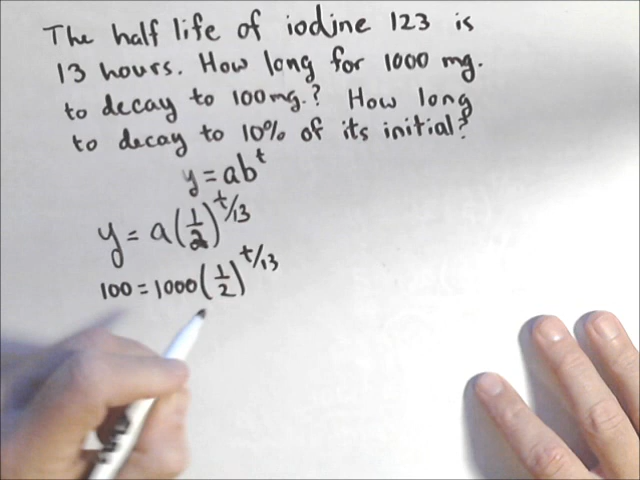 The half life of iodine 123 is
13 hours. How long for 1000 mg.
to decay to 100mg.? How long
to decay to 10% of its initial?
y = ab^t
y = a(1/2)^t/13
100 = 1000(1/2)^t/13